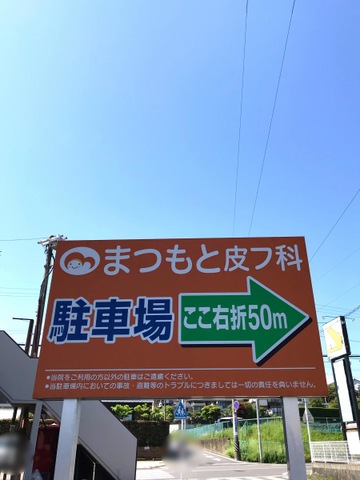 まつもと皮フ科
駐車場 ここ右折50m
●当院をご利用の方以外の駐車はご遠慮ください。
●当駐車場内においての事故・盗難等のトラブルにつきましては一切の責任を負いません。